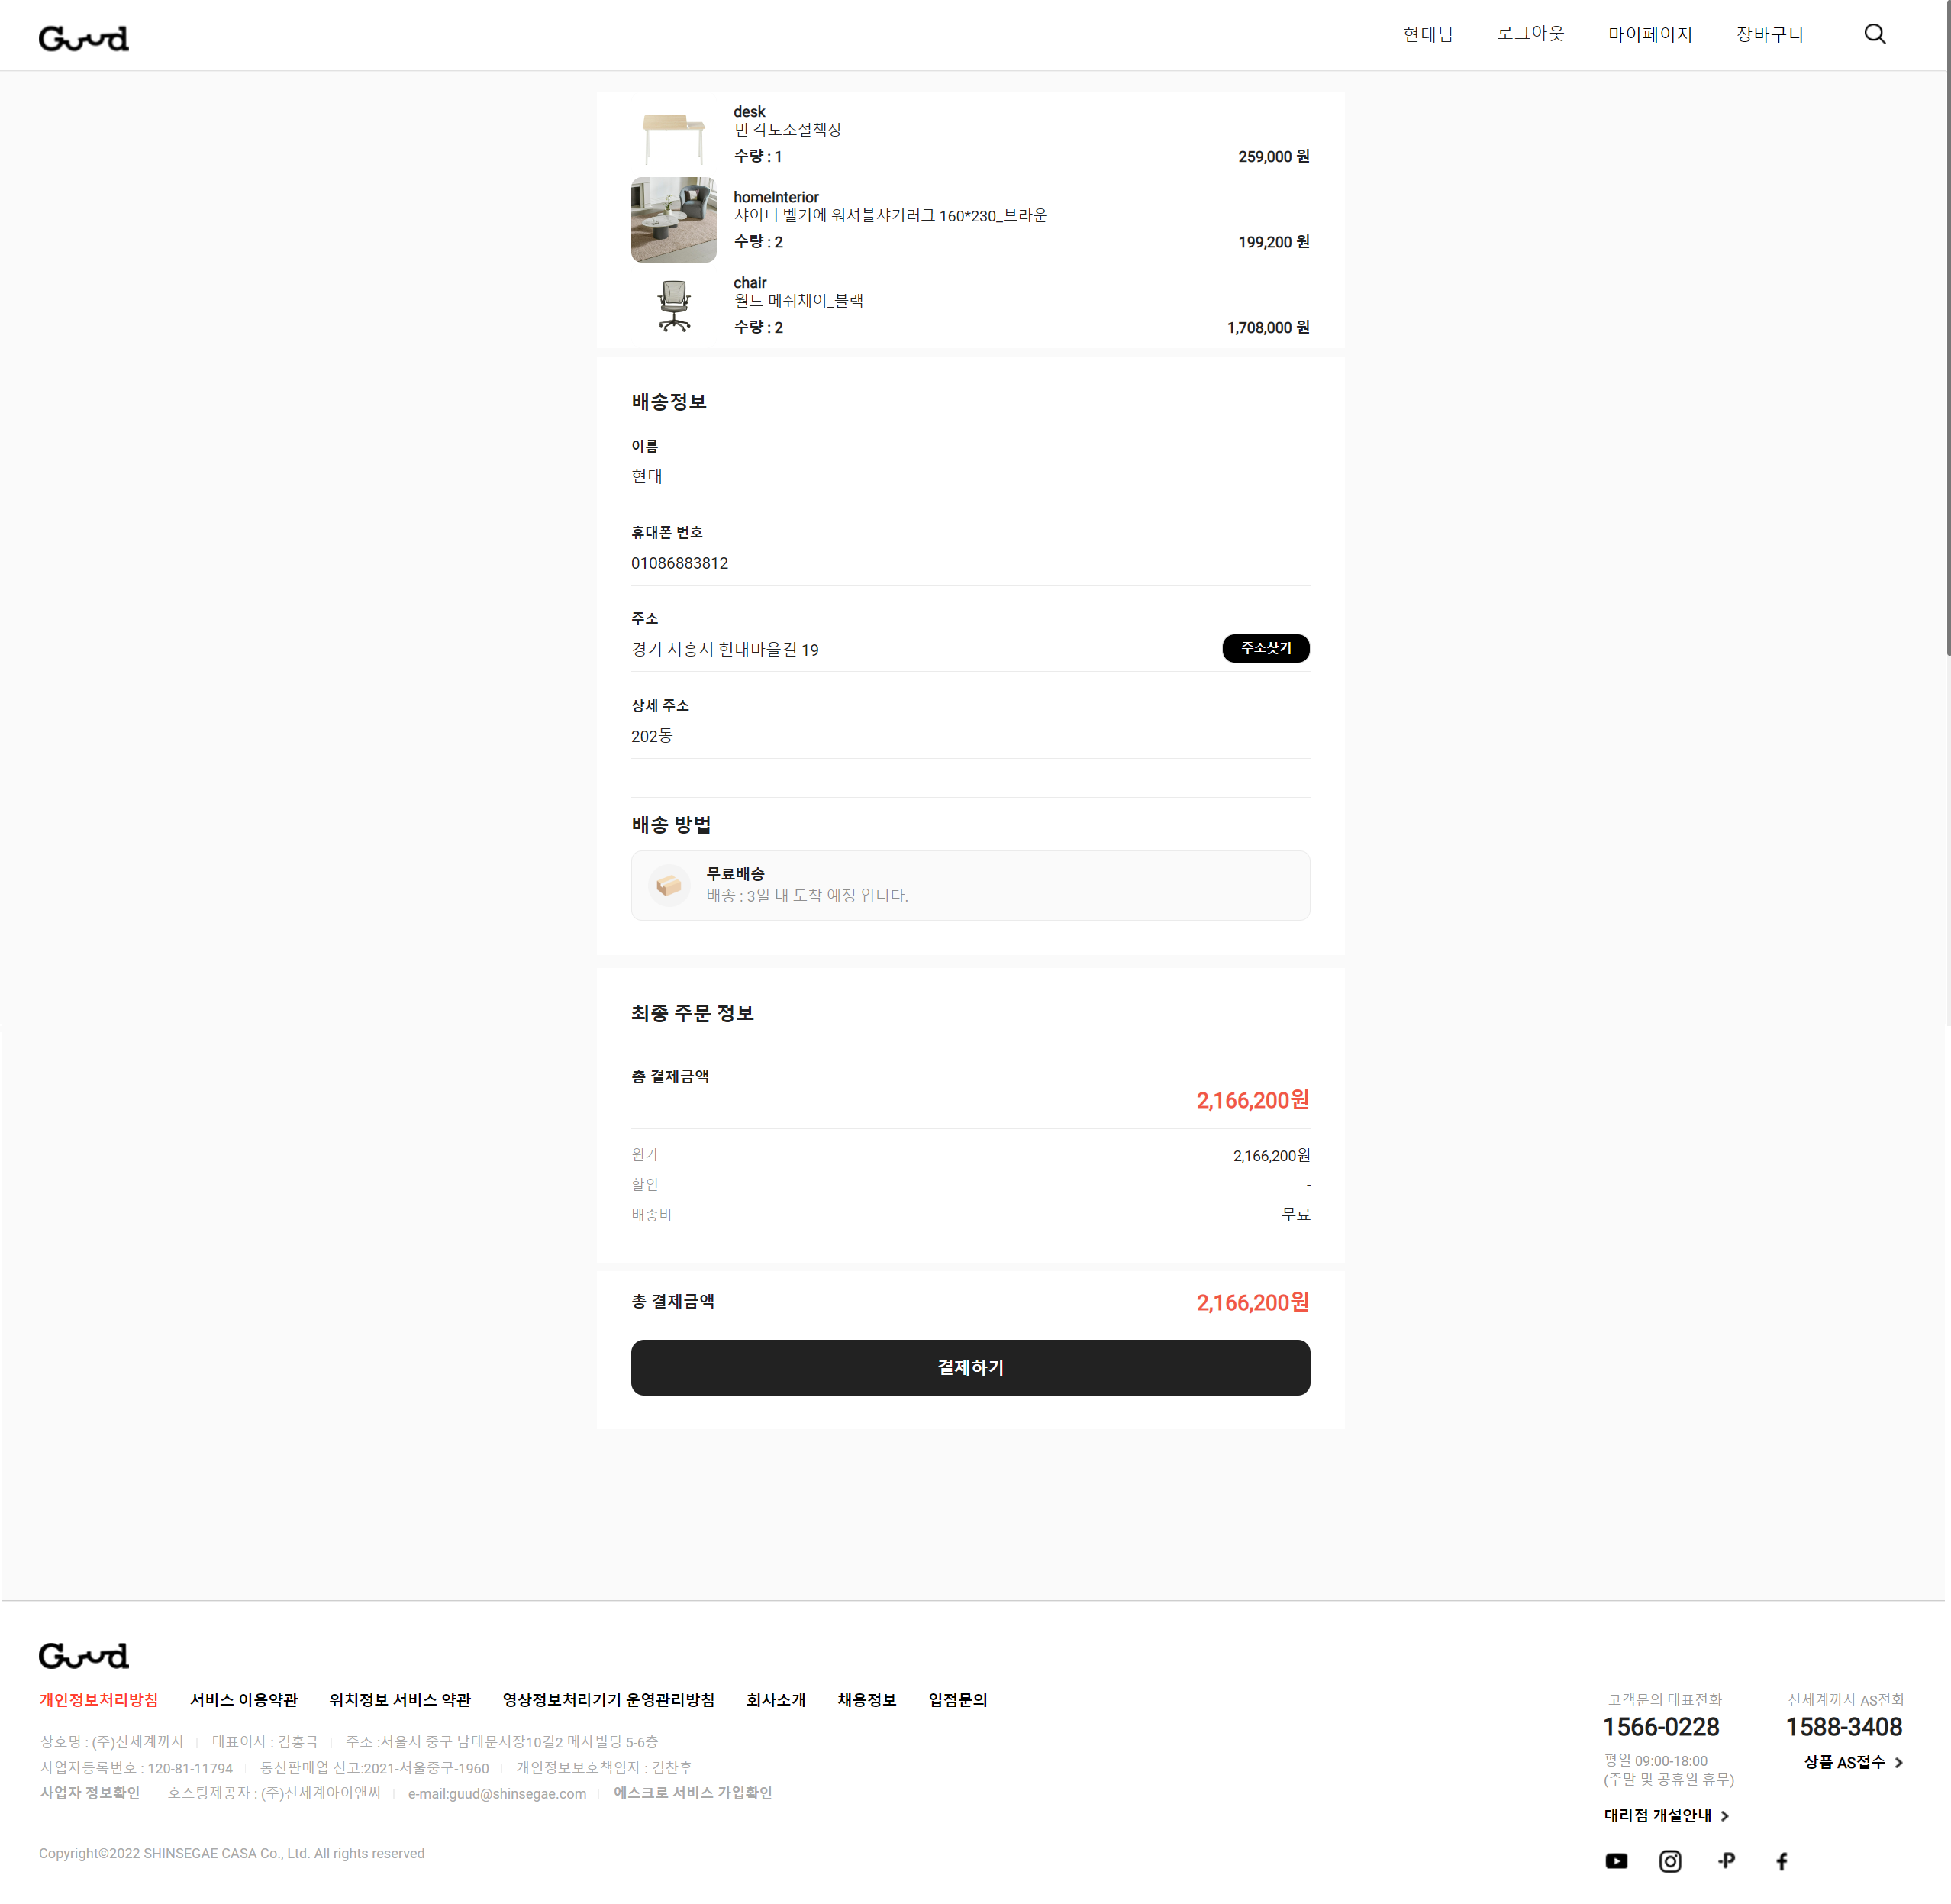 Guud
현대님 로그아웃 마이페이지 장바구니
desk
빈 각도조절책상
수량 : 1 259,000 원
homeInterior
샤이니 벨기에 워셔블샤기러그 160*230_브라운
수량 : 2 199,200 원
chair
월드 메쉬체어_블랙
수량 : 2 1,708,000 원
배송정보
이름
현대
휴대폰 번호
01086883812
주소
경기 시흥시 현대마을길 19 주소찾기
상세 주소
202동
배송 방법
무료배송
배송 : 3일 내 도착 예정 입니다.
최종 주문 정보
총 결제금액
2,166,200원
원가 2,166,200원
할인 -
배송비 무료
총 결제금액 2,166,200원
결제하기
Guud
개인정보처리방침 서비스 이용약관 위치정보 서비스 약관 영상정보처리기기 운영관리방침 회사소개 채용정보 입점문의
상호명 : (주)신세계까사 대표이사 : 김홍극 주소 :서울시 중구 남대문시장10길2 메사빌딩 5-6층
사업자등록번호 : 120-81-11794 통신판매업 신고:2021-서울중구-1960 개인정보보호책임자 : 김찬후
사업자 정보확인 호스팅제공자 : (주)신세계아이앤씨 e-mail:guud@shinsegae.com 에스크로 서비스 가입확인
Copyright©2022 SHINSEGAE CASA Co., Ltd. All rights reserved
고객문의 대표전화
1566-0228
평일 09:00-18:00
(주말 및 공휴일 휴무)
대리점 개설안내
신세계까사 AS전회
1588-3408
상품 AS접수